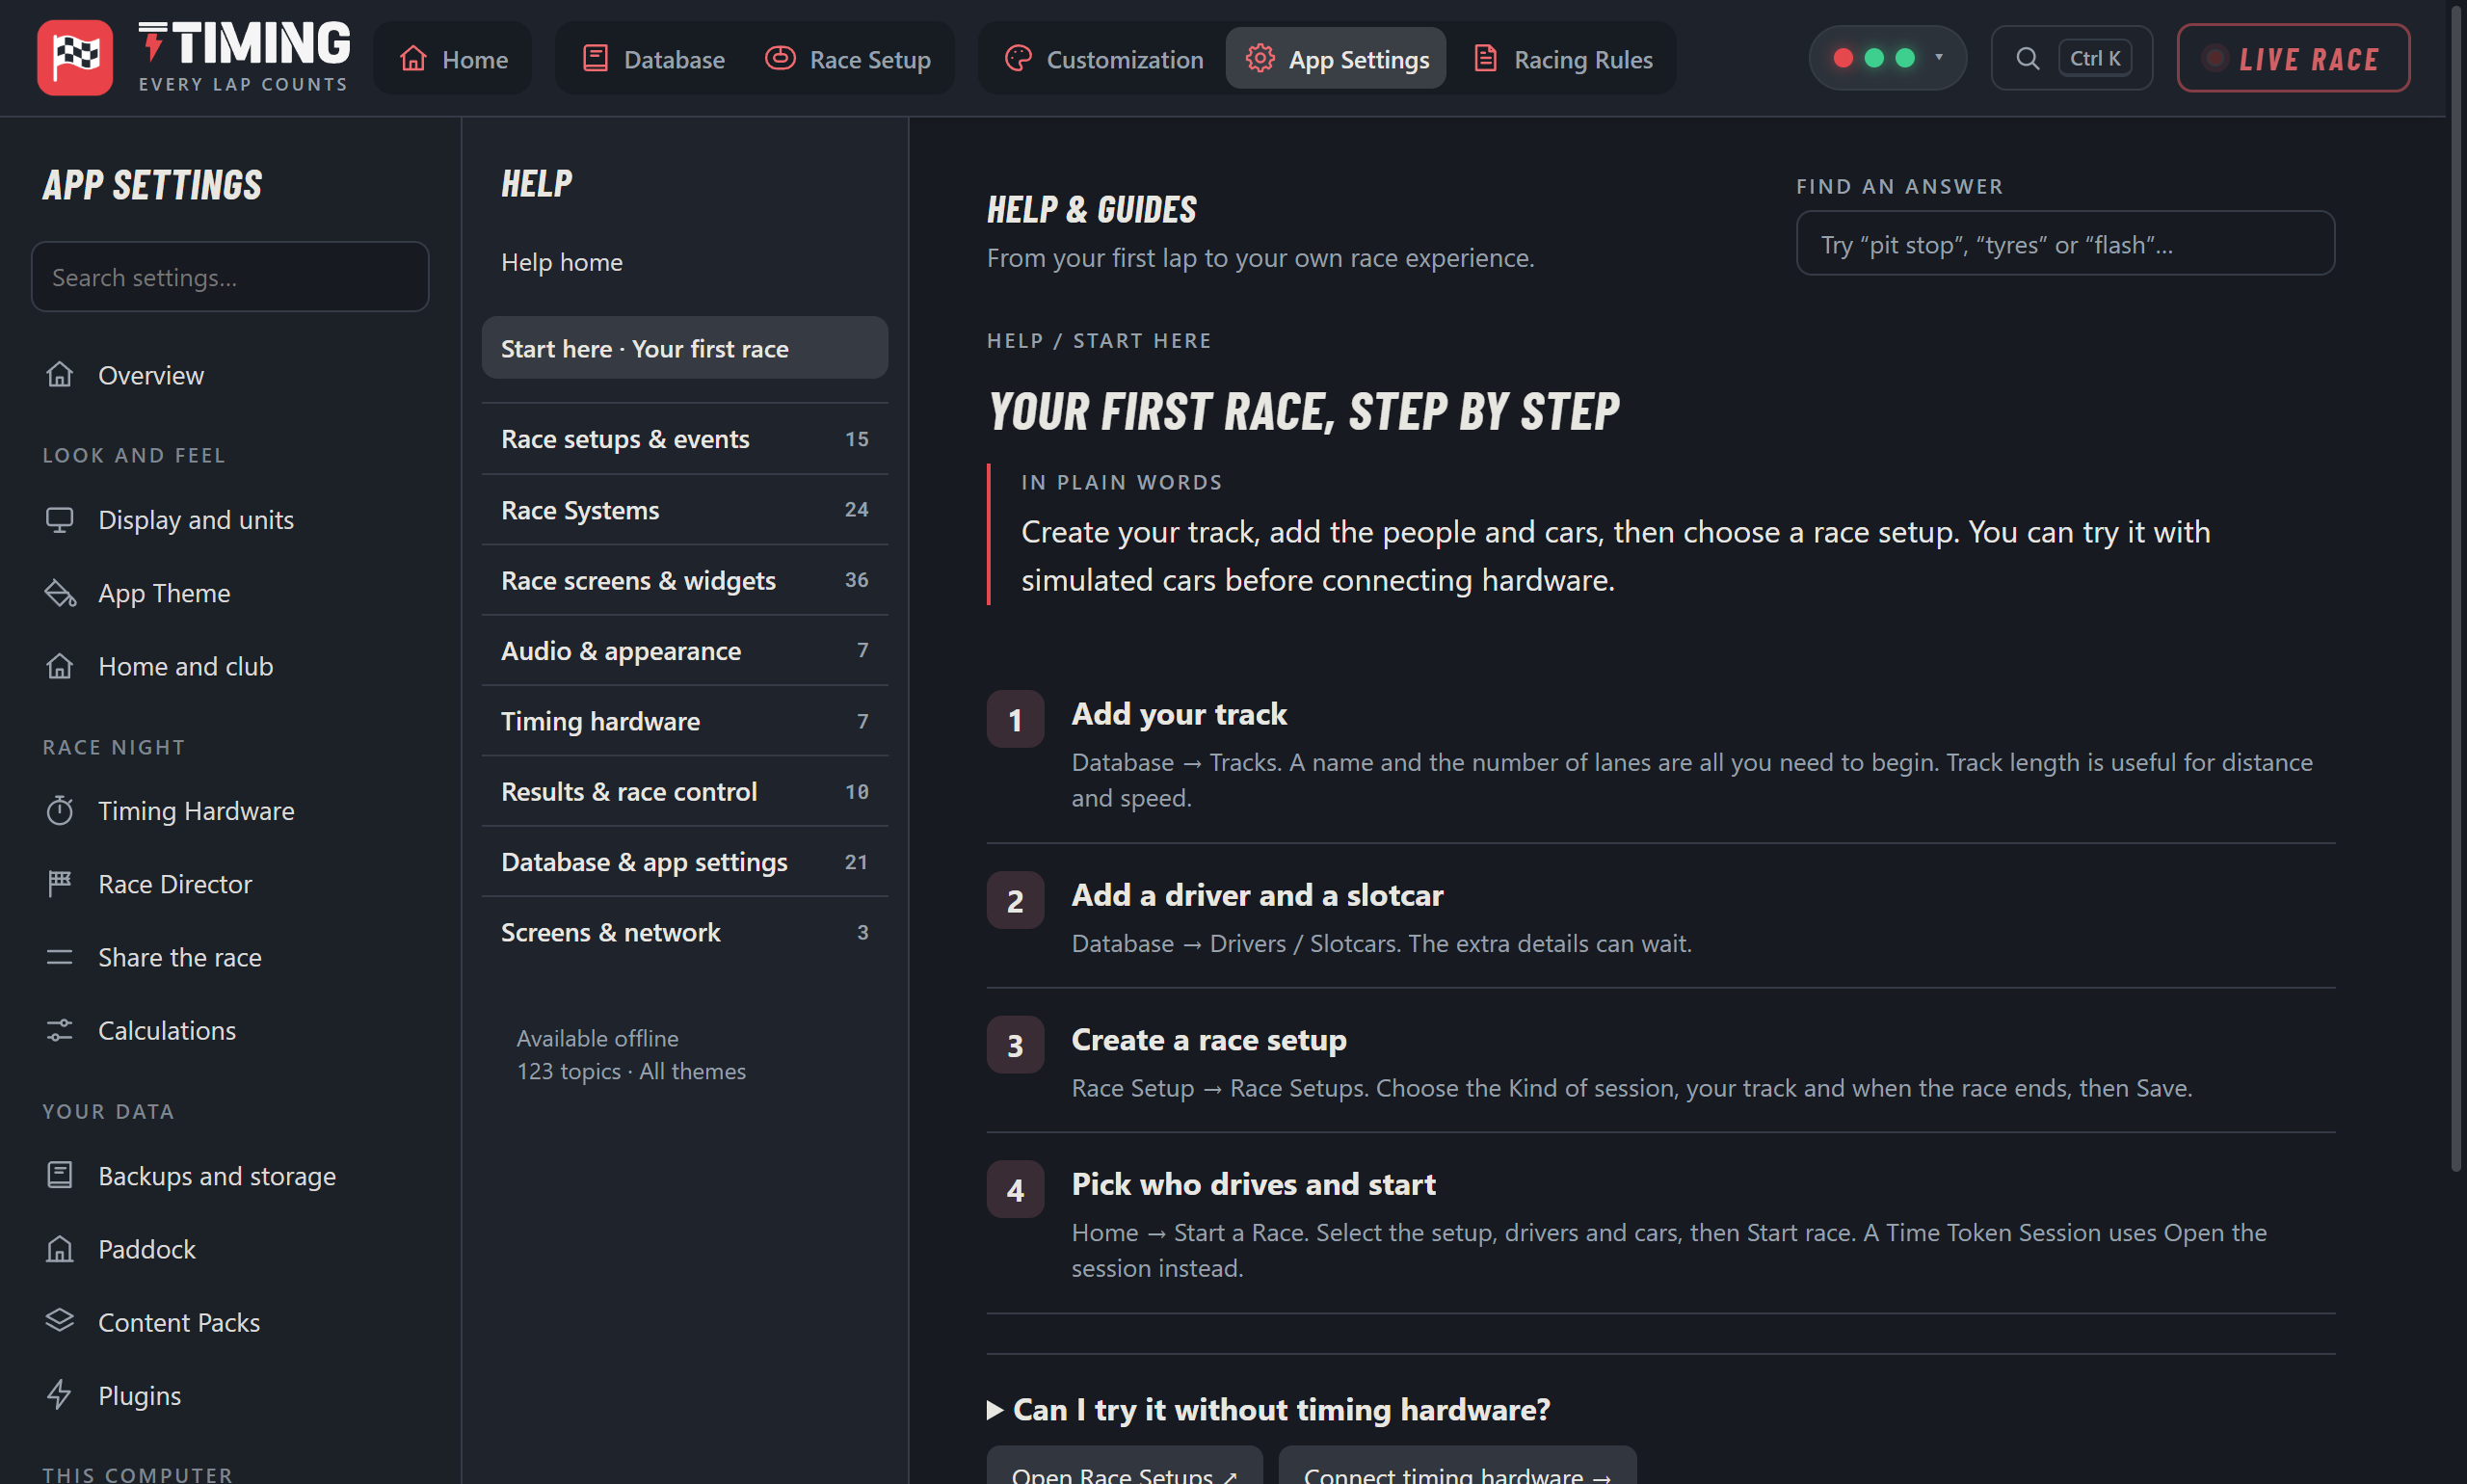 TIMING
EVERY LAP COUNTS
Home
Database
Race Setup
Customization
App Settings
Racing Rules
Ctrl K
LIVE RACE
APP SETTINGS
Search settings...
Overview
LOOK AND FEEL
Display and units
App Theme
Home and club
RACE NIGHT
Timing Hardware
Race Director
Share the race
Calculations
YOUR DATA
Backups and storage
Paddock
Content Packs
Plugins
THIS COMPUTER
HELP
Help home
Start here · Your first race
Race setups & events 15
Race Systems 24
Race screens & widgets 36
Audio & appearance 7
Timing hardware 7
Results & race control 10
Database & app settings 21
Screens & network 3
Available offline
123 topics · All themes
HELP & GUIDES
From your first lap to your own race experience.
FIND AN ANSWER
Try “pit stop”, “tyres” or “flash”...
HELP / START HERE
YOUR FIRST RACE, STEP BY STEP
IN PLAIN WORDS
Create your track, add the people and cars, then choose a race setup. You can try it with
simulated cars before connecting hardware.
1 Add your track
Database → Tracks. A name and the number of lanes are all you need to begin. Track length is useful for distance
and speed.
2 Add a driver and a slotcar
Database → Drivers / Slotcars. The extra details can wait.
3 Create a race setup
Race Setup → Race Setups. Choose the Kind of session, your track and when the race ends, then Save.
4 Pick who drives and start
Home → Start a Race. Select the setup, drivers and cars, then Start race. A Time Token Session uses Open the
session instead.
▶ Can I try it without timing hardware?
Open Race Setups ↗
Connect timing hardware →